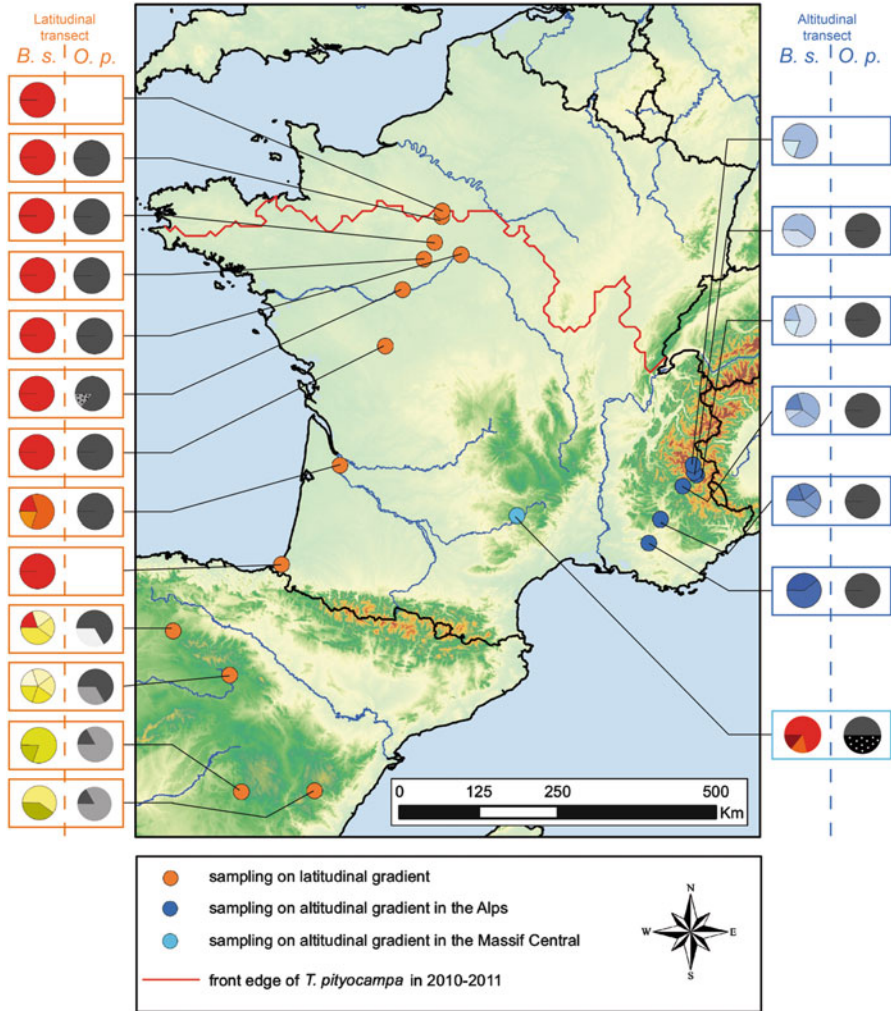 Latitudinal
transect
B. s. O. p.
Altitudinal
transect
B. s. O. p.
0 125 250 500
Km
sampling on latitudinal gradient
sampling on altitudinal gradient in the Alps
sampling on altitudinal gradient in the Massif Central
front edge of T. pityocampa in 2010-2011
N
W E
S